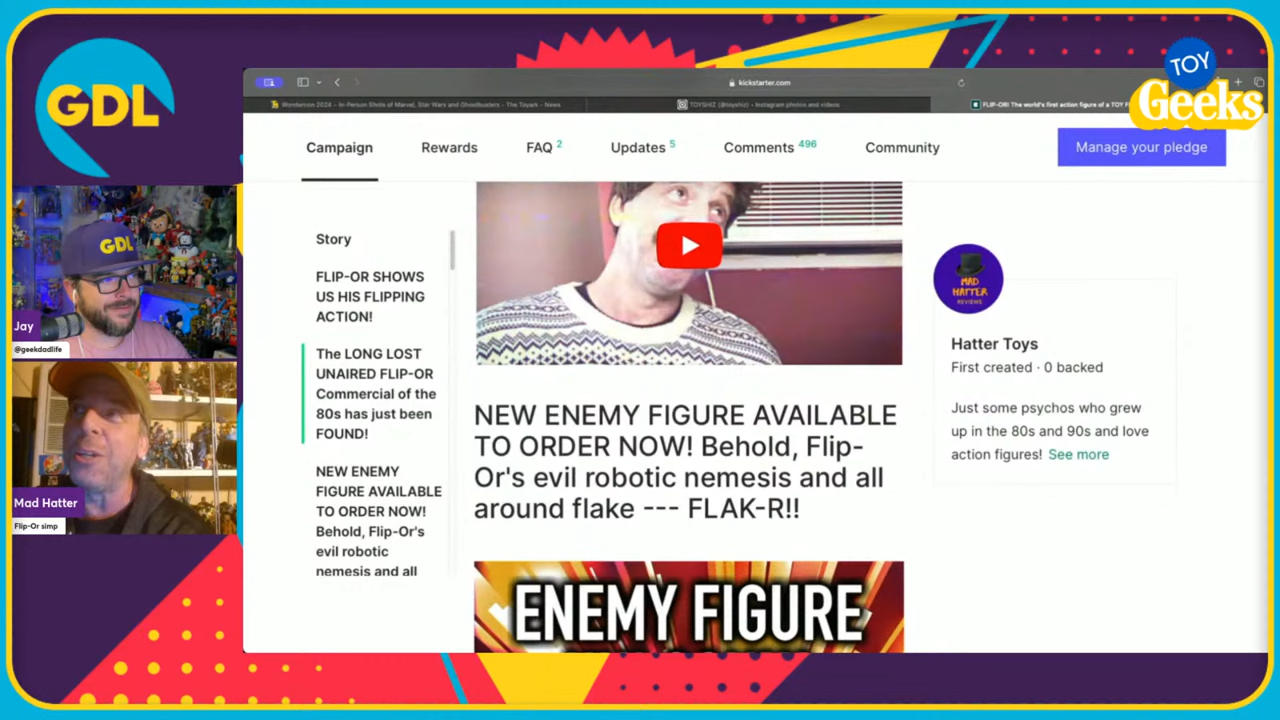 GDL
TOY
Geeks
kickstarter.com
Wondercon 2024 – In-Person Shots of Marvel, Star Wars and Ghostbusters – The Toyark – News
TOYSHIZ (@toyshiz) • Instagram photos and videos
FLIP-OR! The world's first action figure of a TOY F
Campaign
Rewards
FAQ 2
Updates 5
Comments 496
Community
Manage your pledge
Story
FLIP-OR SHOWS
US HIS FLIPPING
ACTION!
The LONG LOST
UNAIRED FLIP-OR
Commercial of the
80s has just been
FOUND!
NEW ENEMY
FIGURE AVAILABLE
TO ORDER NOW!
Behold, Flip-Or's
evil robotic
nemesis and all
NEW ENEMY FIGURE AVAILABLE
TO ORDER NOW! Behold, Flip-
Or's evil robotic nemesis and all
around flake --- FLAK-R!!
ENEMY FIGURE
MAD
HATTER
REVIEWS
Hatter Toys
First created · 0 backed
Just some psychos who grew
up in the 80s and 90s and love
action figures! See more
GDL
Jay
@geekdadlife
Mad Hatter
Flip-Or simp